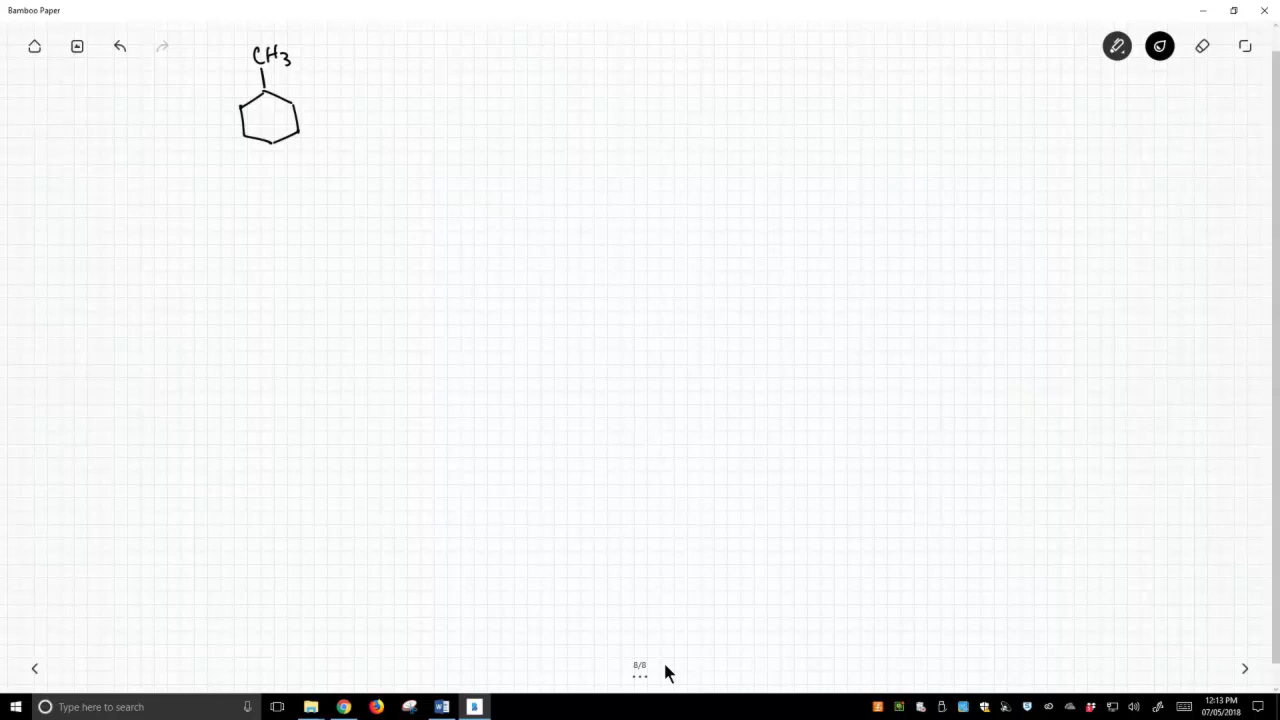 Bamboo Paper
CH3
8/8
Type here to search
12:13 PM
07/05/2018